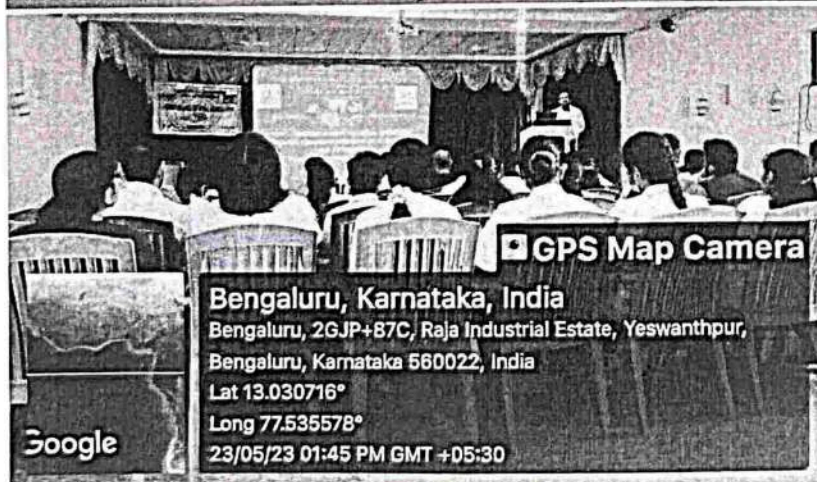 GPS Map Camera
Bengaluru, Karnataka, India
Bengaluru, 2GJP+87C, Raja Industrial Estate, Yeswanthpur,
Bengaluru, Karnataka 560022, India
Lat 13.030716°
Long 77.535578°
23/05/23 01:45 PM GMT +05:30
Google